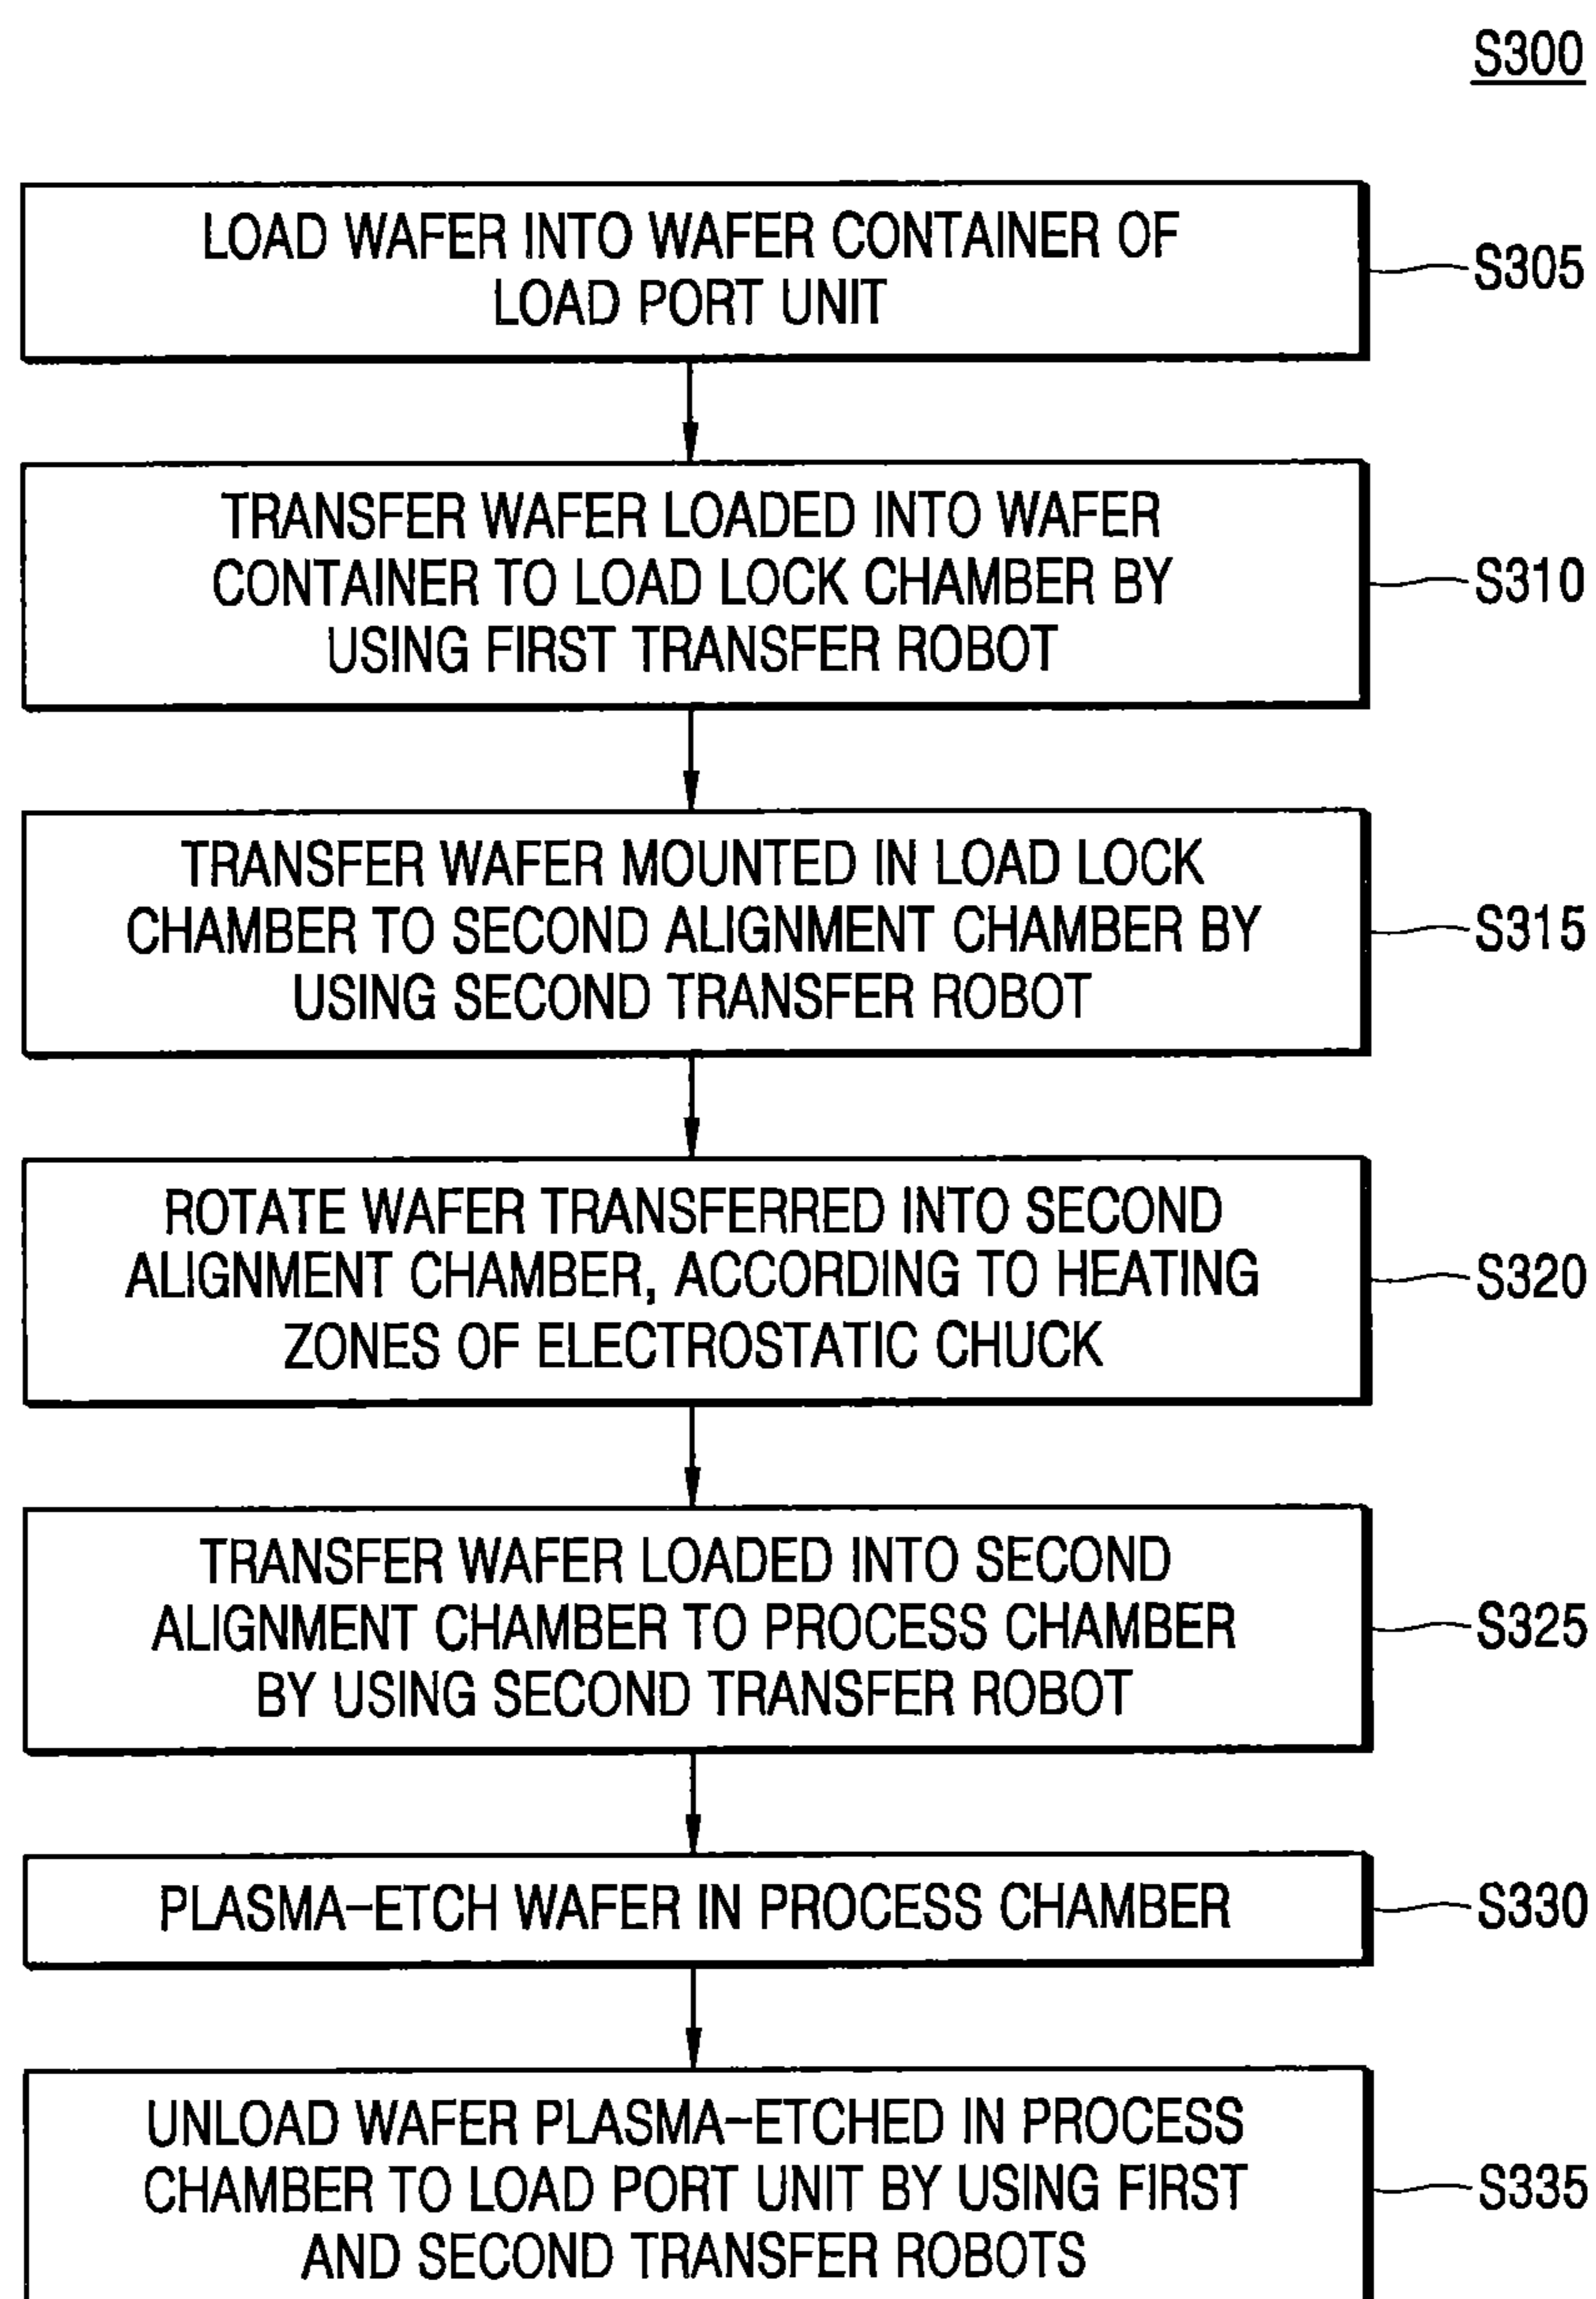 S300
LOAD WAFER INTO WAFER CONTAINER OF
LOAD PORT UNIT
S305
TRANSFER WAFER LOADED INTO WAFER
CONTAINER TO LOAD LOCK CHAMBER BY
USING FIRST TRANSFER ROBOT
S310
TRANSFER WAFER MOUNTED IN LOAD LOCK
CHAMBER TO SECOND ALIGNMENT CHAMBER BY
USING SECOND TRANSFER ROBOT
S315
ROTATE WAFER TRANSFERRED INTO SECOND
ALIGNMENT CHAMBER, ACCORDING TO HEATING
ZONES OF ELECTROSTATIC CHUCK
S320
TRANSFER WAFER LOADED INTO SECOND
ALIGNMENT CHAMBER TO PROCESS CHAMBER
BY USING SECOND TRANSFER ROBOT
S325
PLASMA-ETCH WAFER IN PROCESS CHAMBER
S330
UNLOAD WAFER PLASMA-ETCHED IN PROCESS
CHAMBER TO LOAD PORT UNIT BY USING FIRST
AND SECOND TRANSFER ROBOTS
S335